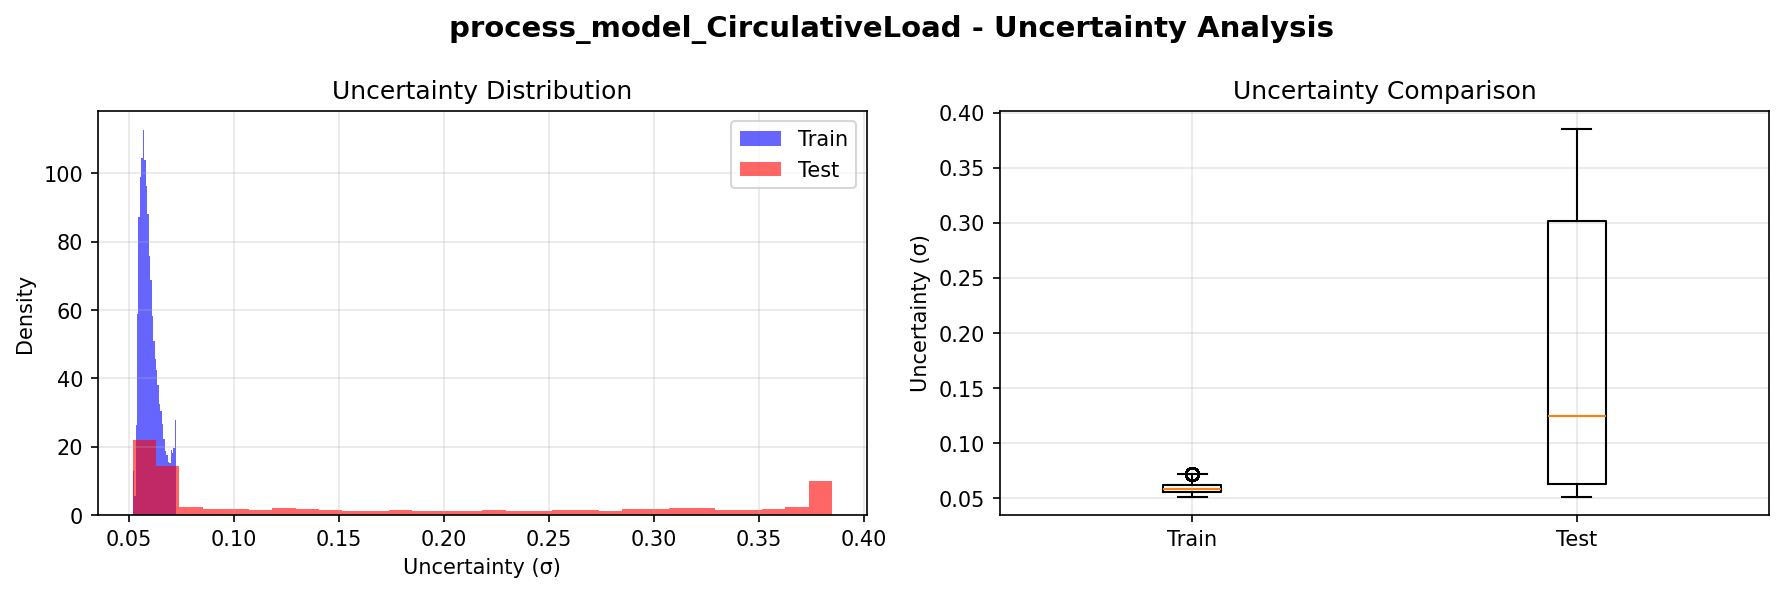 process_model_CirculativeLoad - Uncertainty Analysis
Uncertainty Distribution
Train
Test
100
80
60
40
20
0
Density
0.05 0.10 0.15 0.20 0.25 0.30 0.35 0.40
Uncertainty (σ)
Uncertainty Comparison
0.40
0.35
0.30
0.25
0.20
0.15
0.10
0.05
Uncertainty (σ)
Train Test